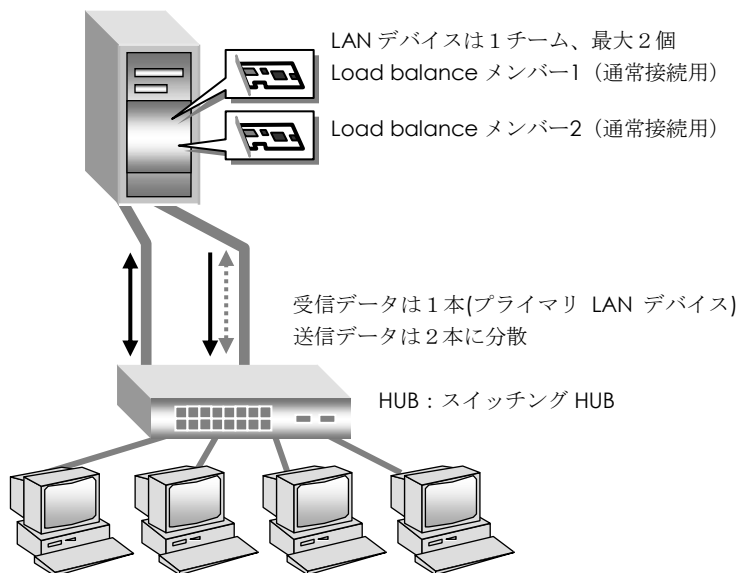 LAN デバイスは１チーム、最大２個
Load balance メンバー1（通常接続用）
Load balance メンバー2（通常接続用）
受信データは１本(プライマリ LAN デバイス)
送信データは２本に分散
HUB：スイッチング HUB